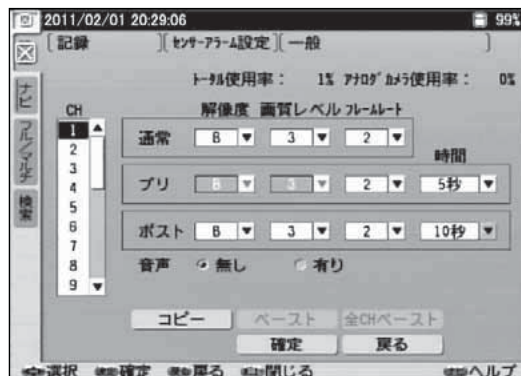 2011/02/01 20:29:06 99%
[記録 ][センサーアラーム設定][一般 ]
トータル使用率： 1% アナログカメラ使用率： 0%
CH 解像度 画質レベル フレームレート
通常 B 3 2
時間
プリ B 3 2 5秒
ポスト B 3 2 10秒
音声 無し 有り
1
2
3
4
5
6
7
8
9
コピー ペースト 全CHペースト
確定 戻る
ナビ
フル/マルチ
検索
選択 確定 戻る 閉じる ヘルプ